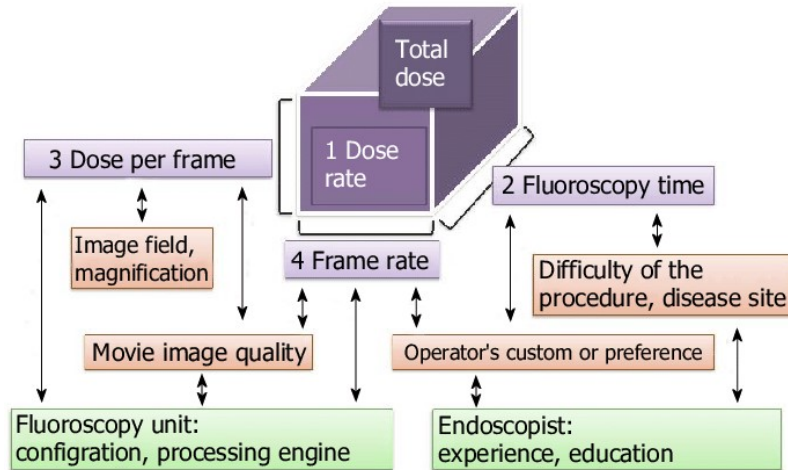 Total
dose
1 Dose
rate
3 Dose per frame
2 Fluoroscopy time
Image field,
magnification
4 Frame rate
Difficulty of the
procedure, disease site
Movie image quality
Operator's custom or preference
Fluoroscopy unit:
configration, processing engine
Endoscopist:
experience, education